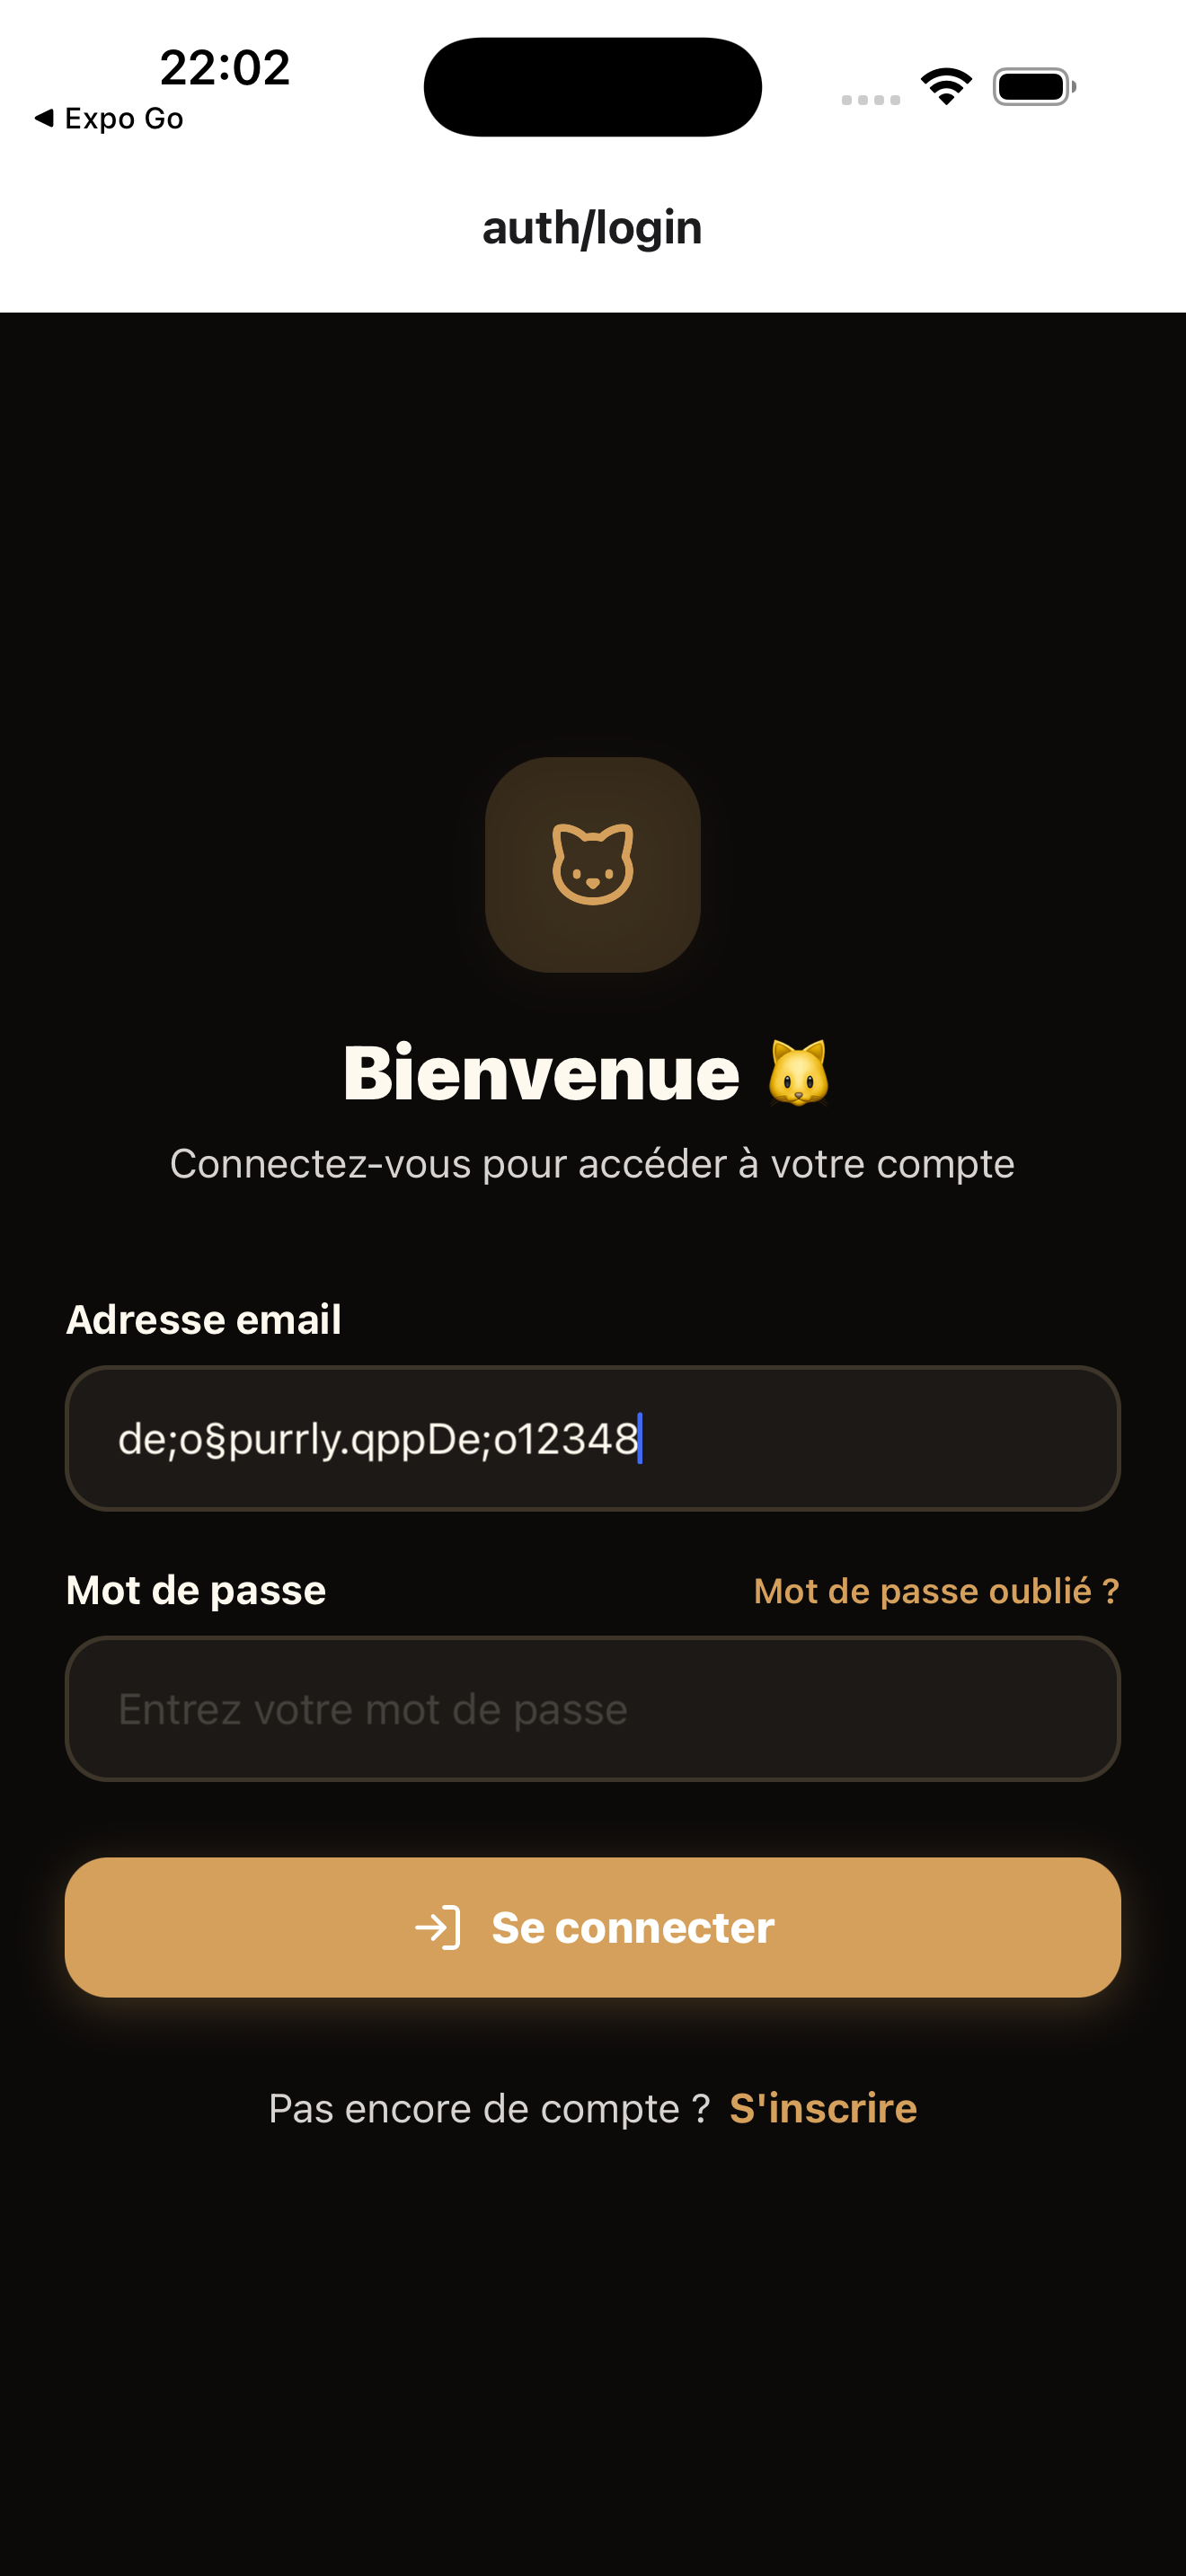 22:02
◀ Expo Go
auth/login
Bienvenue 🐱
Connectez-vous pour accéder à votre compte
Adresse email
de;o§purrly.qppDe;o12348
Mot de passe
Mot de passe oublié ?
Entrez votre mot de passe
Se connecter
Pas encore de compte ? S'inscrire